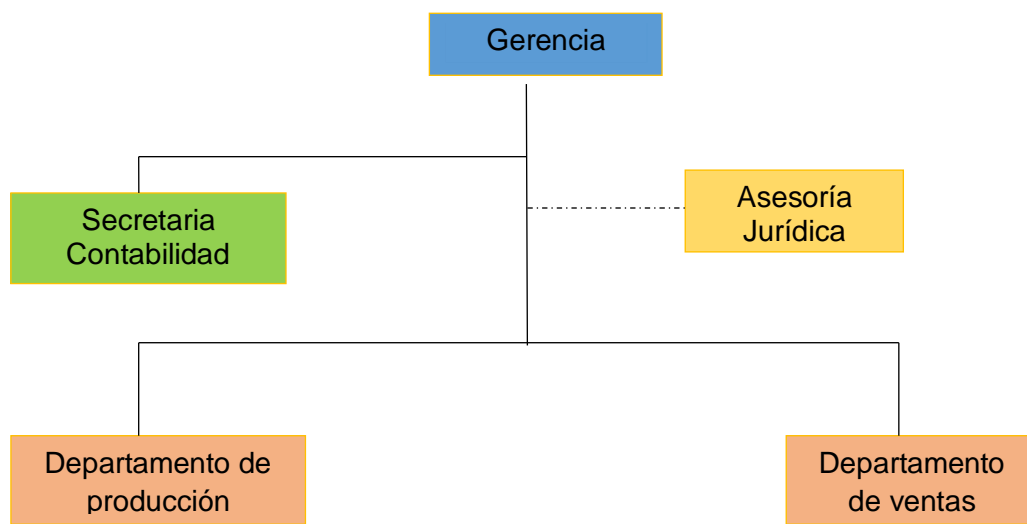 Gerencia
Secretaria
Contabilidad
Asesoría
Jurídica
Departamento de
producción
Departamento
de ventas